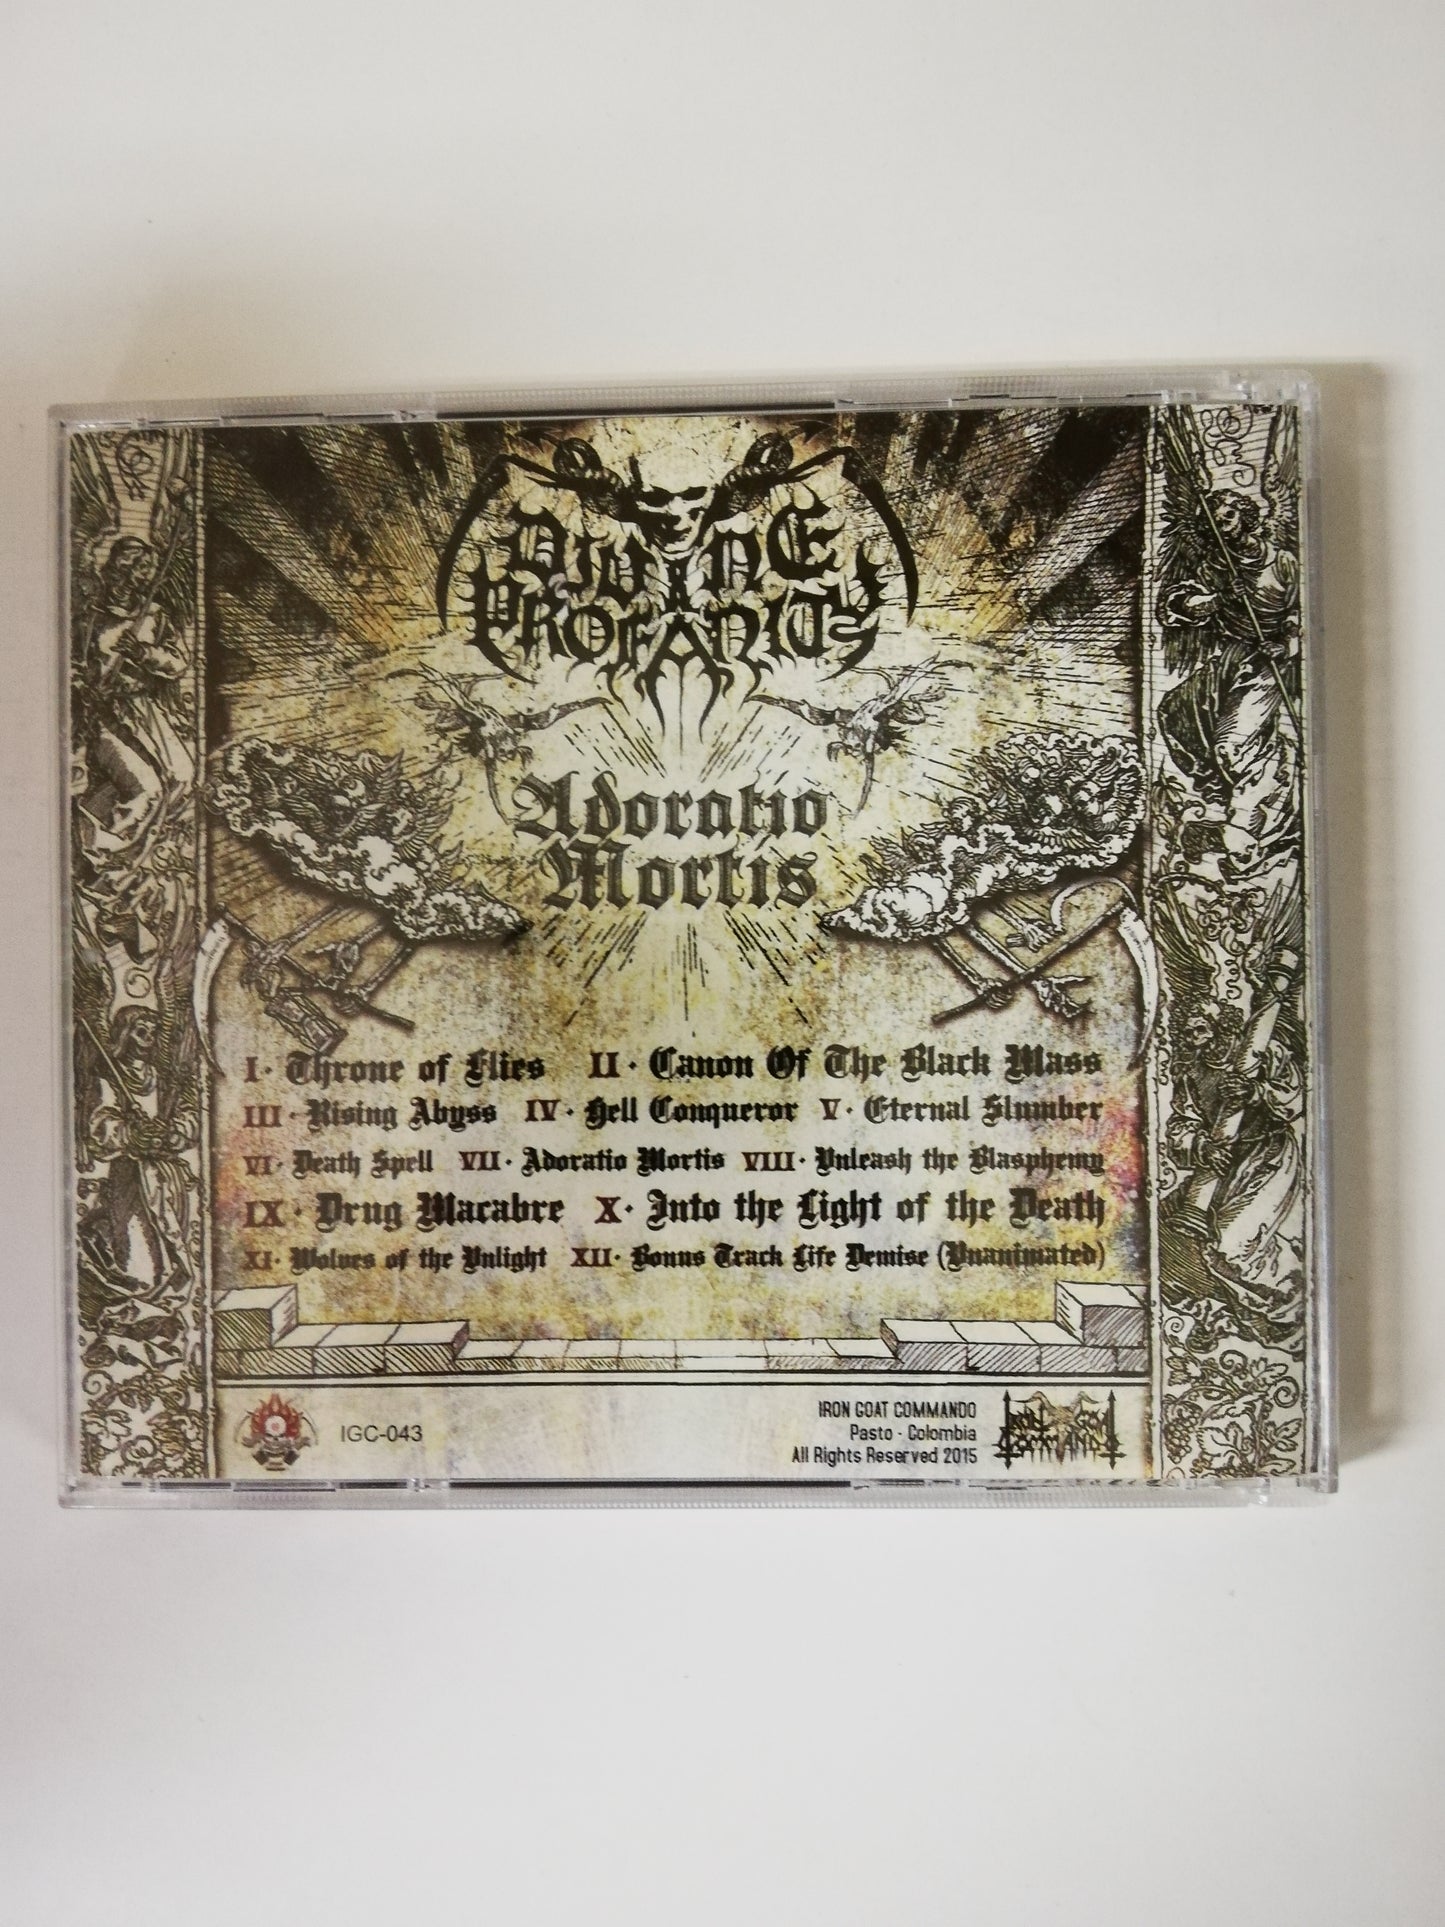 DIVINE
PROFANITY
Adoratio
Mortis
I · Throne of Flies II · Canon Of The Black Mass
III · Rising Abyss IV · Hell Conqueror V · Eternal Slumber
VI · Death Spell VII · Adoratio Mortis VIII · Unleash the Blasphemy
IX · Drug Macabre X · Into the Light of the Death
XI · Wolves of the Unlight XII · Bonus Track Life Demise (Unanimated)
IGC-043
IRON GOAT COMMANDO
Pasto - Colombia
All Rights Reserved 2015
IRON GOAT
COMMANDO